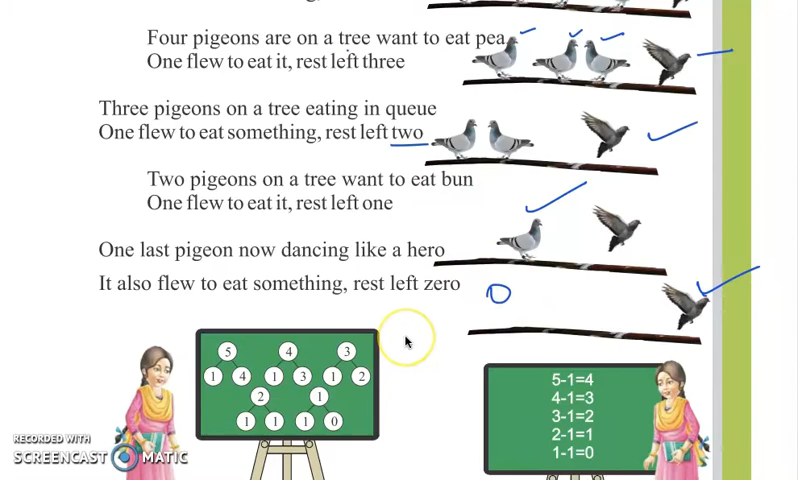 Four pigeons are on a tree want to eat pea
One flew to eat it, rest left three
Three pigeons on a tree eating in queue
One flew to eat something, rest left two
Two pigeons on a tree want to eat bun
One flew to eat it, rest left one
One last pigeon now dancing like a hero
It also flew to eat something, rest left zero
0
5 4 3
1 4 1 3 1 2
2 1
1 1 1 0
5-1=4
4-1=3
3-1=2
2-1=1
1-1=0
RECORDED WITH
SCREENCAST MATIC